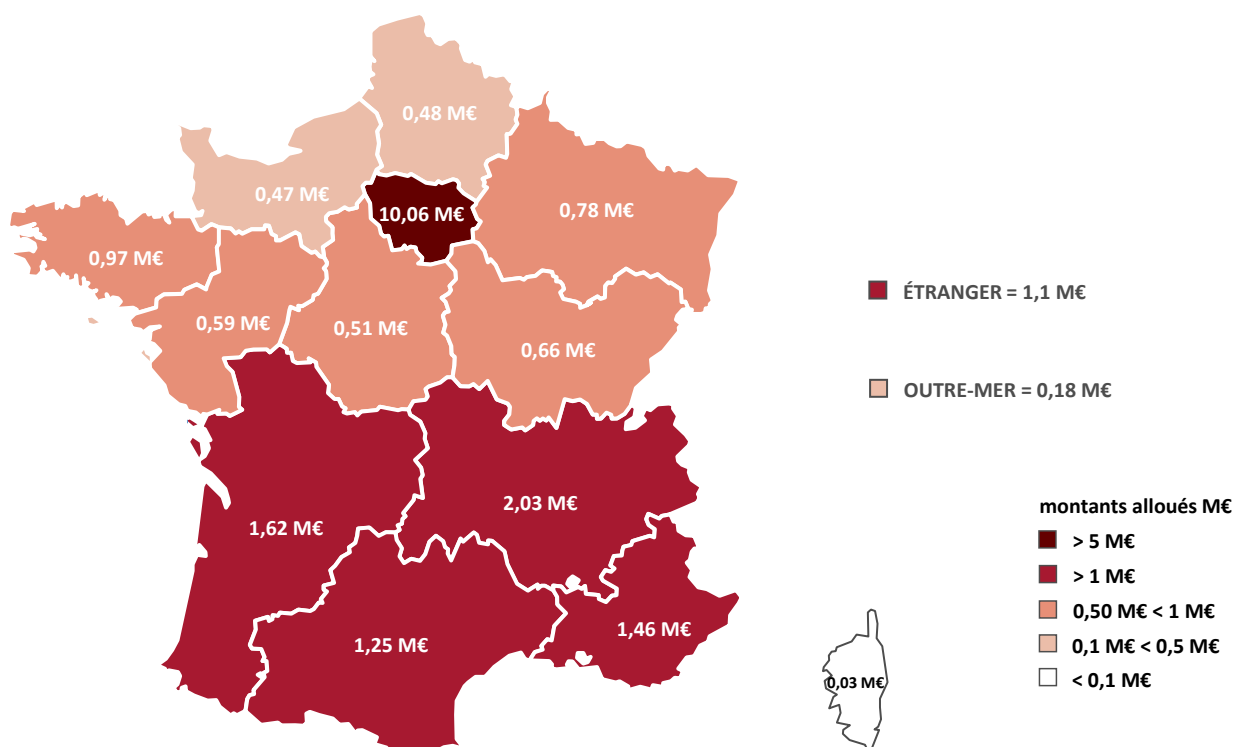 0,48 M€
0,47 M€
10,06 M€
0,78 M€
0,97 M€
0,59 M€
0,51 M€
0,66 M€
ÉTRANGER = 1,1 M€
OUTRE-MER = 0,18 M€
2,03 M€
1,62 M€
1,46 M€
1,25 M€
0,03 M€
montants alloués M€
> 5 M€
> 1 M€
0,50 M€ < 1 M€
0,1 M€ < 0,5 M€
< 0,1 M€